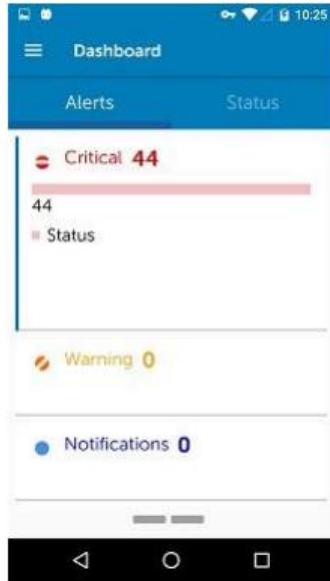 10:25
Dashboard
Alerts Status
Critical 44
44
Status
Warning 0
Notifications 0